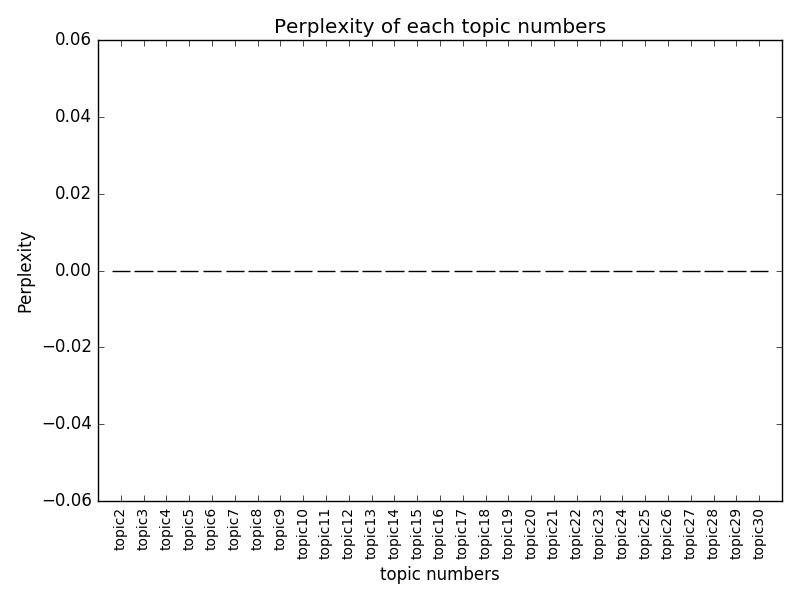 Perplexity of each topic numbers
0.06
0.04
0.02
0.00
−0.02
−0.04
−0.06
Perplexity
topic2
topic3
topic4
topic5
topic6
topic7
topic8
topic9
topic10
topic11
topic12
topic13
topic14
topic15
topic16
topic17
topic18
topic19
topic20
topic21
topic22
topic23
topic24
topic25
topic26
topic27
topic28
topic29
topic30
topic numbers